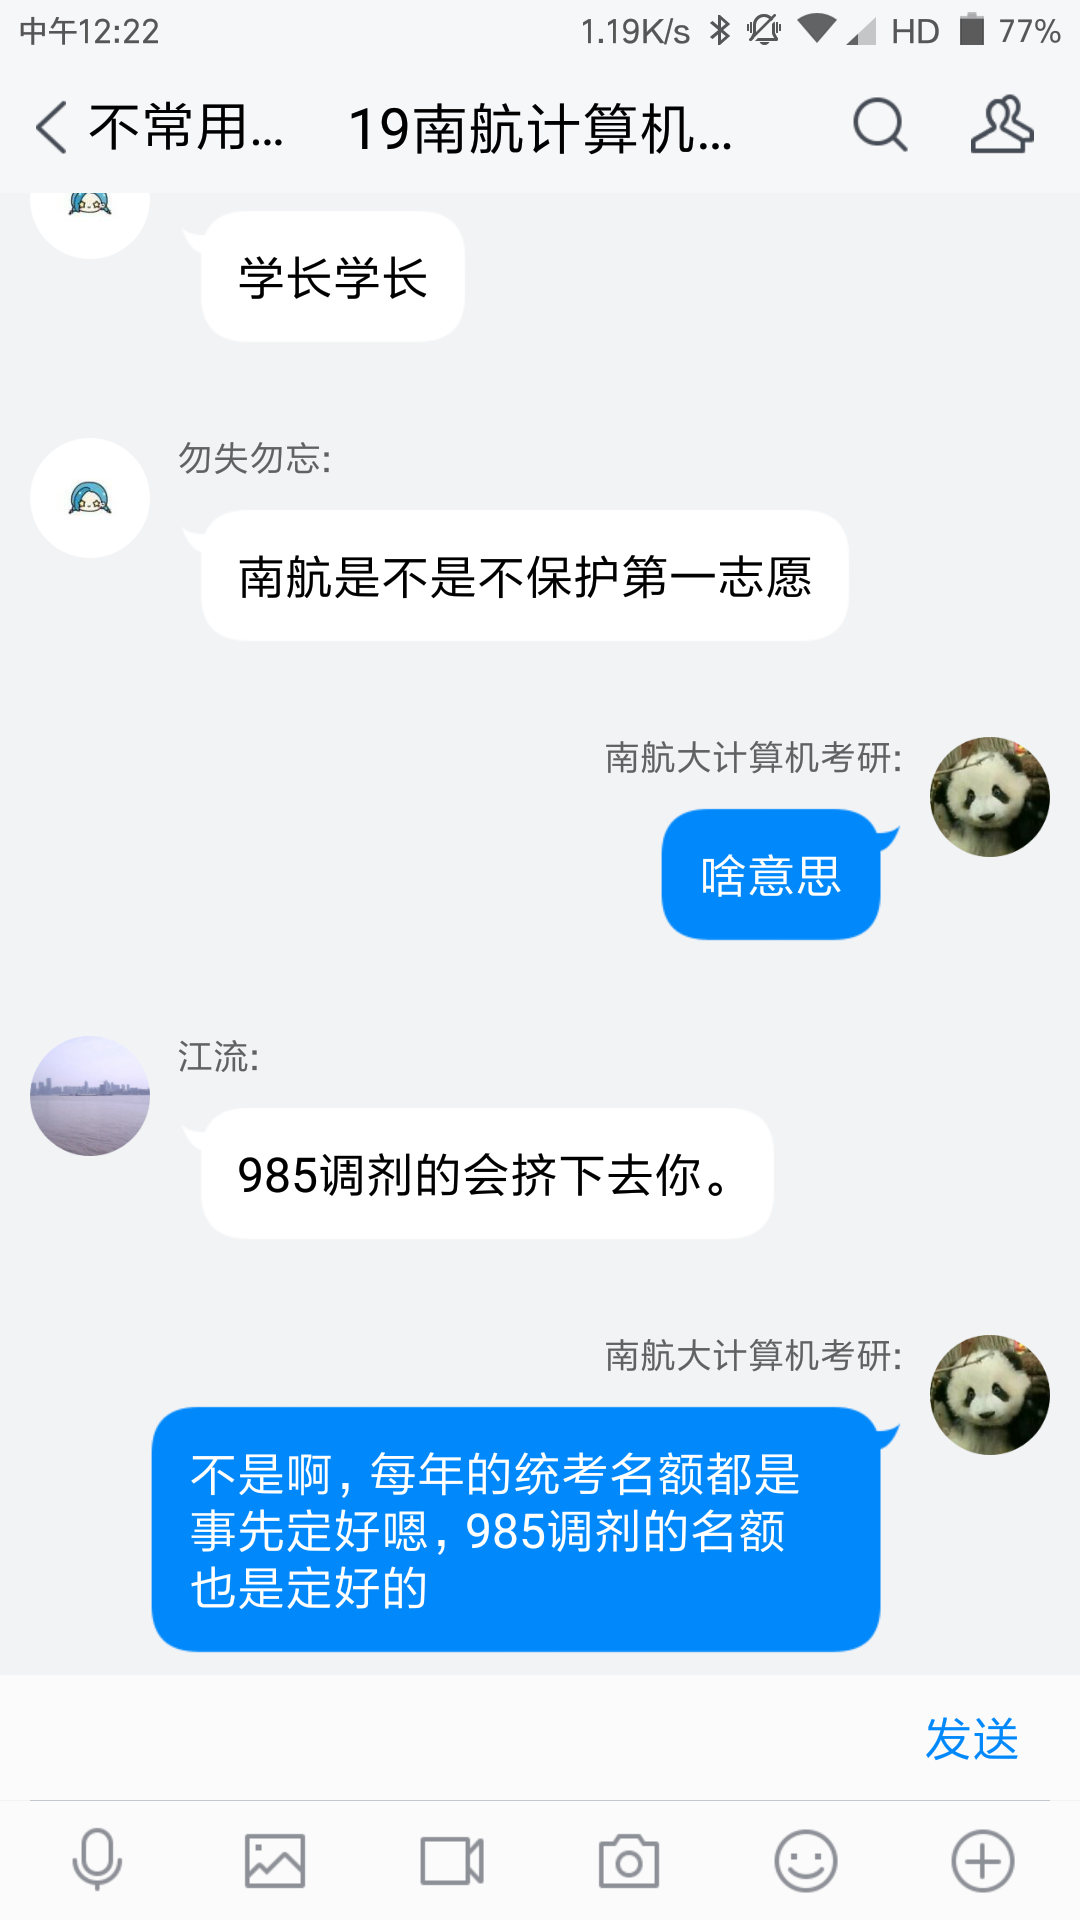 中午12:22
1.19K/s HD 77%
不常用... 19南航计算机...
学长学长
勿失勿忘:
南航是不是不保护第一志愿
南航大计算机考研:
啥意思
江流:
985调剂的会挤下去你。
南航大计算机考研:
不是啊，每年的统考名额都是
事先定好嗯，985调剂的名额
也是定好的
发送